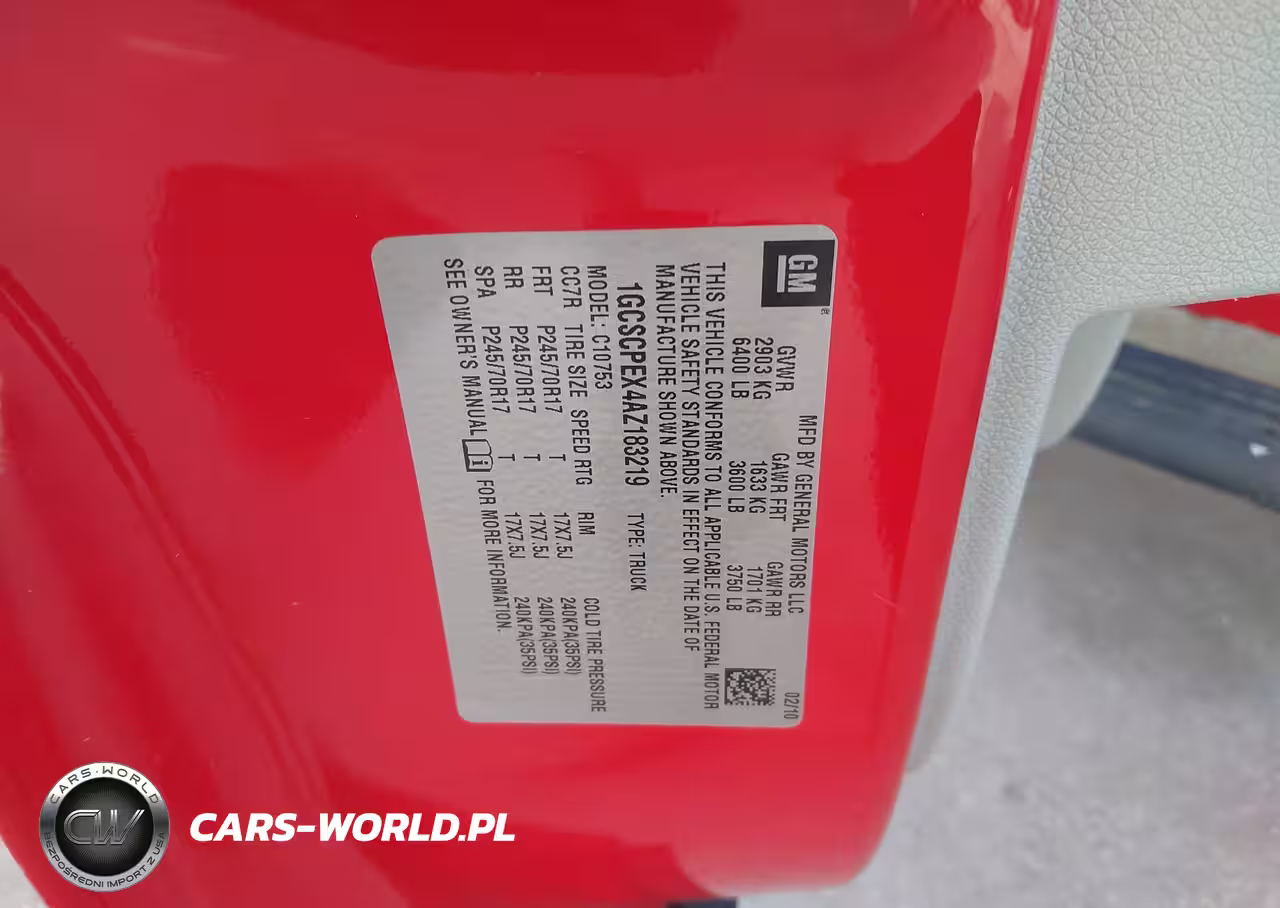 GM
MFD BY GENERAL MOTORS LLC 02/10
GVWR GAWR FRT GAWR RR
2903 KG 1633 KG 1701 KG
6400 LB 3600 LB 3750 LB
THIS VEHICLE CONFORMS TO ALL APPLICABLE U.S. FEDERAL MOTOR
VEHICLE SAFETY STANDARDS IN EFFECT ON THE DATE OF
MANUFACTURE SHOWN ABOVE.
1GCSCPEX4AZ183219 TYPE: TRUCK
MODEL: C10753
CC7R TIRE SIZE SPEED RTG RIM COLD TIRE PRESSURE
FRT P245/70R17 T 17X7.5J 240KPA(35PSI)
RR P245/70R17 T 17X7.5J 240KPA(35PSI)
SPA P245/70R17 T 17X7.5J 240KPA(35PSI)
SEE OWNER'S MANUAL FOR MORE INFORMATION.
CARS-WORLD
CW
BEZPOŚREDNI IMPORT Z USA
CARS-WORLD.PL